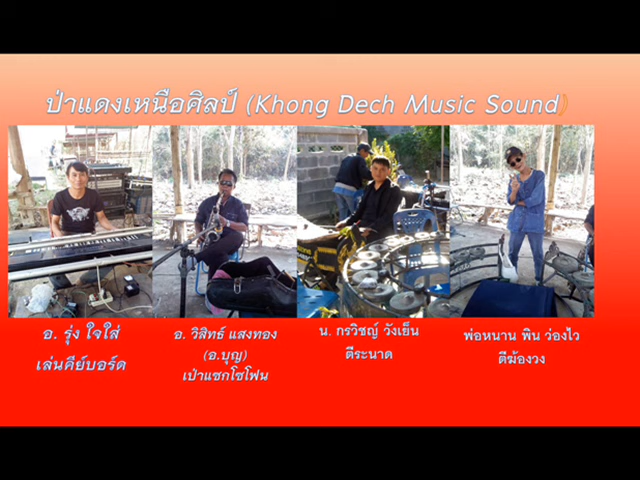 ป่าแดงเหนือศิลป์ (Khong Dech Music Sound)
อ. รุ่ง ใจใส่
เล่นคีย์บอร์ด
อ. วิสิทธ์ แสงทอง
(อ.บุญ)
เป่าแซกโซโฟน
น. กรวิชญ์ วังเย็น
ตีระนาด
พ่อหนาน พิน ว่องไว
ตีฆ้องวง